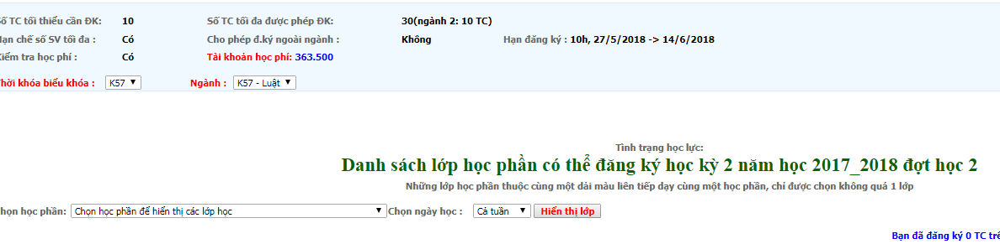 Số TC tối thiểu cần ĐK: 10 Số TC tối đa được phép ĐK: 30(ngành 2: 10 TC)
Hạn chế số SV tối đa : Có Cho phép đ.ký ngoài ngành : Không Hạn đăng ký : 10h, 27/5/2018 -> 14/6/2018
Kiểm tra học phí : Có Tài khoản học phí: 363.500
Thời khóa biểu khóa : K57 Ngành : K57 - Luật
Tình trạng học lực:
Danh sách lớp học phần có thể đăng ký học kỳ 2 năm học 2017_2018 đợt học 2
Những lớp học phần thuộc cùng một dải màu liên tiếp dạy cùng một học phần, chỉ được chọn không quá 1 lớp
họn học phần: Chọn học phần để hiển thị các lớp học Chọn ngày học : Cả tuần Hiển thị lớp
Bạn đã đăng ký 0 TC trê